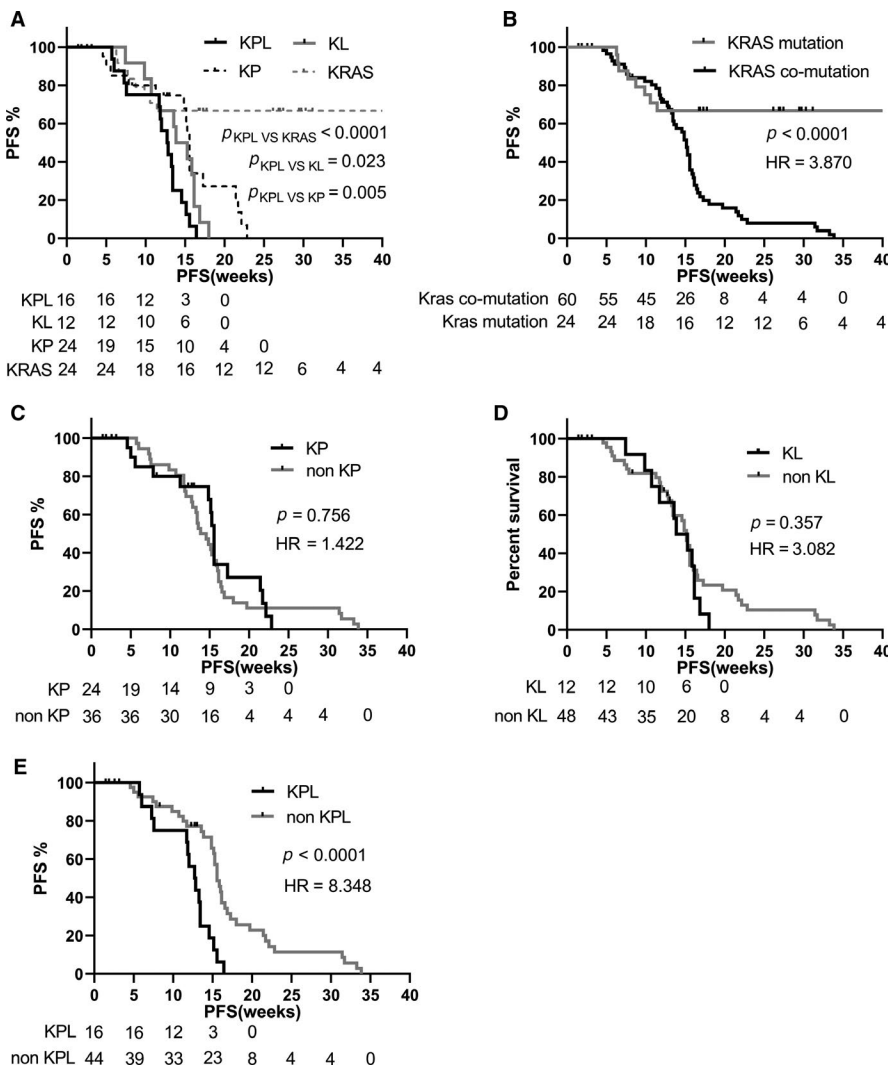 A
KPL KL
KP KRAS
PFS %
100
80
60
40
20
0
pKPL VS KRAS < 0.0001
pKPL VS KL = 0.023
pKPL VS KP = 0.005
0 5 10 15 20 25 30 35 40
PFS(weeks)
KPL 16 16 12 3 0
KL 12 12 10 6 0
KP 24 19 15 10 4 0
KRAS 24 24 18 16 12 12 6 4 4
B
KRAS mutation
KRAS co-mutation
PFS %
100
80
60
40
20
0
p < 0.0001
HR = 3.870
0 5 10 15 20 25 30 35 40
PFS(weeks)
Kras co-mutation 60 55 45 26 8 4 4 0
Kras mutation 24 24 18 16 12 12 6 4 4
C
KP
non KP
PFS %
100
80
60
40
20
0
p = 0.756
HR = 1.422
0 5 10 15 20 25 30 35 40
PFS(weeks)
KP 24 19 14 9 3 0
non KP 36 36 30 16 4 4 4 0
D
KL
non KL
Percent survival
100
80
60
40
20
0
p = 0.357
HR = 3.082
0 5 10 15 20 25 30 35 40
PFS(weeks)
KL 12 12 10 6 0
non KL 48 43 35 20 8 4 4 0
E
KPL
non KPL
PFS %
100
80
60
40
20
0
p < 0.0001
HR = 8.348
0 5 10 15 20 25 30 35 40
PFS(weeks)
KPL 16 16 12 3 0
non KPL 44 39 33 23 8 4 4 0